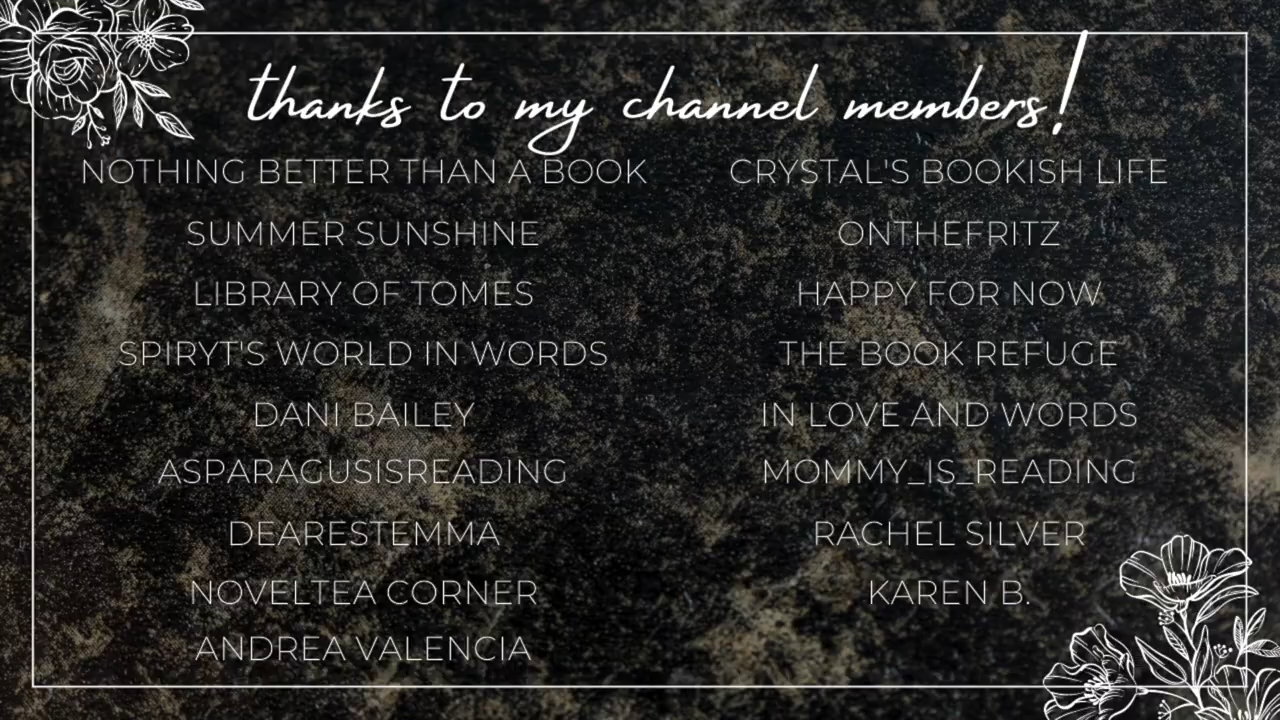 thanks to my channel members!
NOTHING BETTER THAN A BOOK
SUMMER SUNSHINE
LIBRARY OF TOMES
SPIRYT'S WORLD IN WORDS
DANI BAILEY
ASPARAGUSISREADING
DEARESTEMMA
NOVELTEA CORNER
ANDREA VALENCIA
CRYSTAL'S BOOKISH LIFE
ONTHEFRITZ
HAPPY FOR NOW
THE BOOK REFUGE
IN LOVE AND WORDS
MOMMY_IS_READING
RACHEL SILVER
KAREN B.